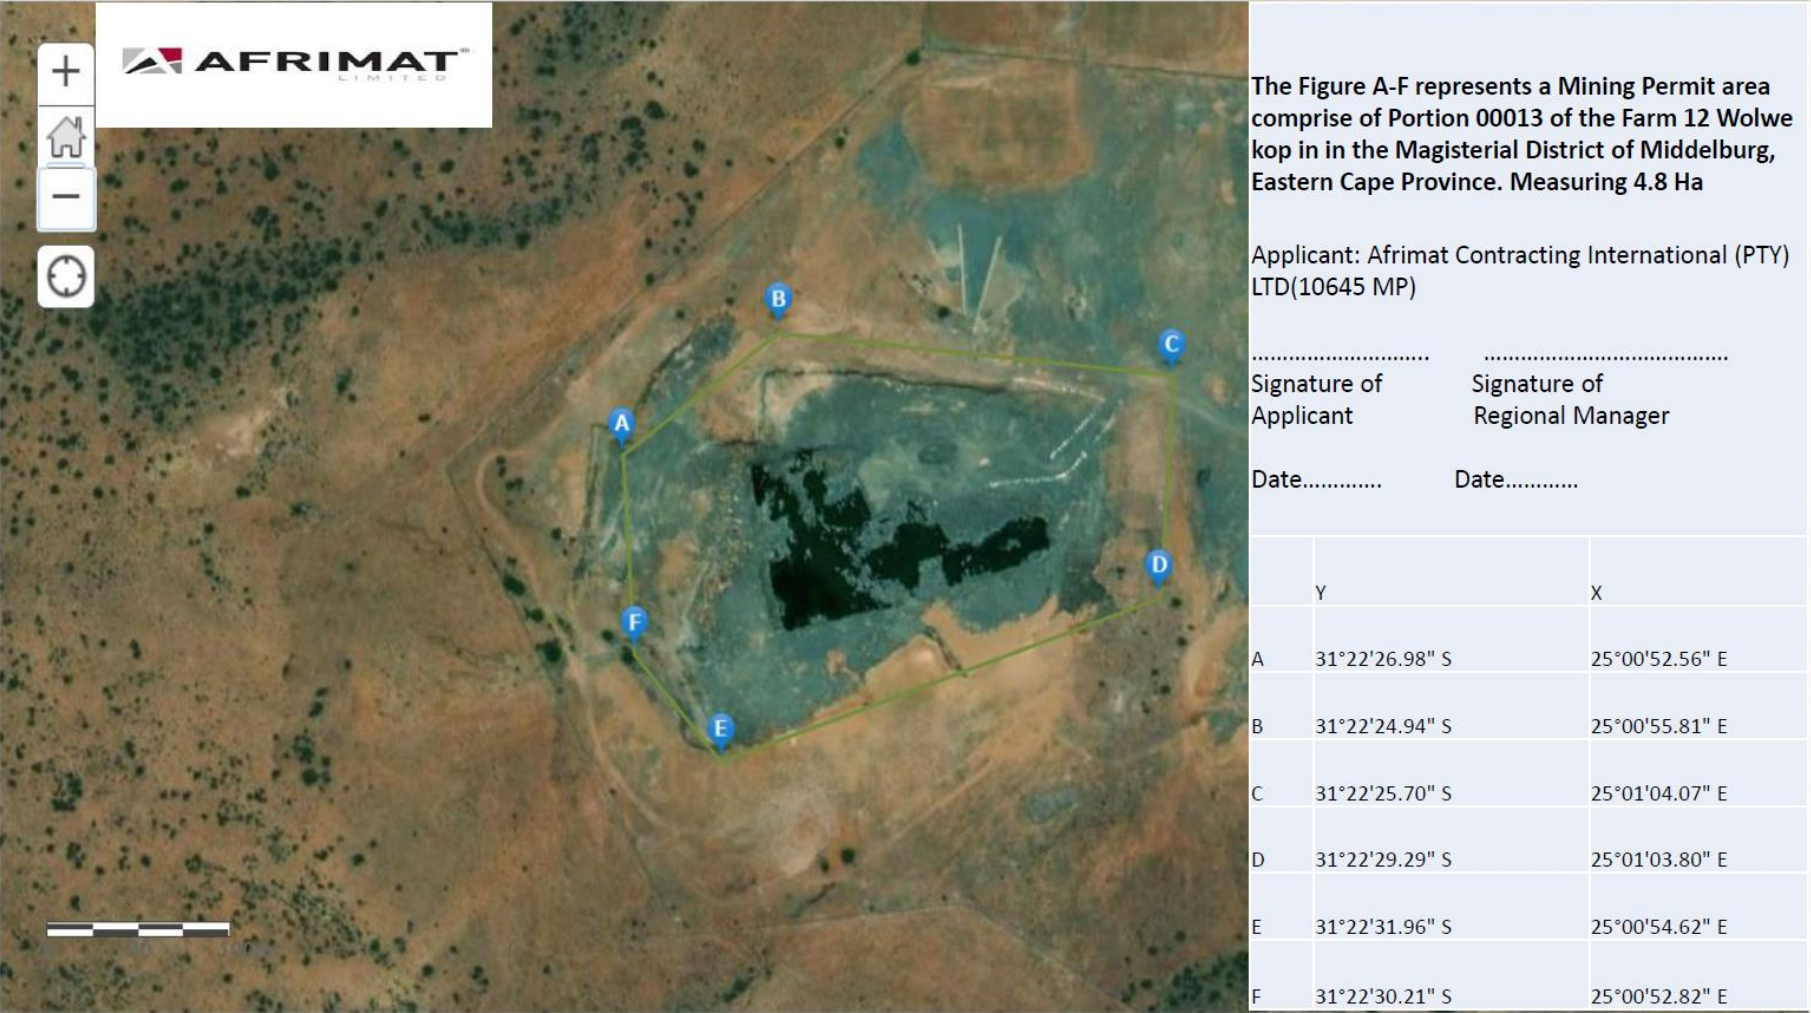 AFRIMAT
LIMITED
The Figure A-F represents a Mining Permit area
comprise of Portion 00013 of the Farm 12 Wolwe
kop in in the Magisterial District of Middelburg,
Eastern Cape Province. Measuring 4.8 Ha
Applicant: Afrimat Contracting International (PTY)
LTD(10645 MP)
............................. ........................................
Signature of Signature of
Applicant Regional Manager
Date............. Date............
B
C
A
D
F
E
Y X
A 31°22'26.98" S 25°00'52.56" E
B 31°22'24.94" S 25°00'55.81" E
C 31°22'25.70" S 25°01'04.07" E
D 31°22'29.29" S 25°01'03.80" E
E 31°22'31.96" S 25°00'54.62" E
F 31°22'30.21" S 25°00'52.82" E